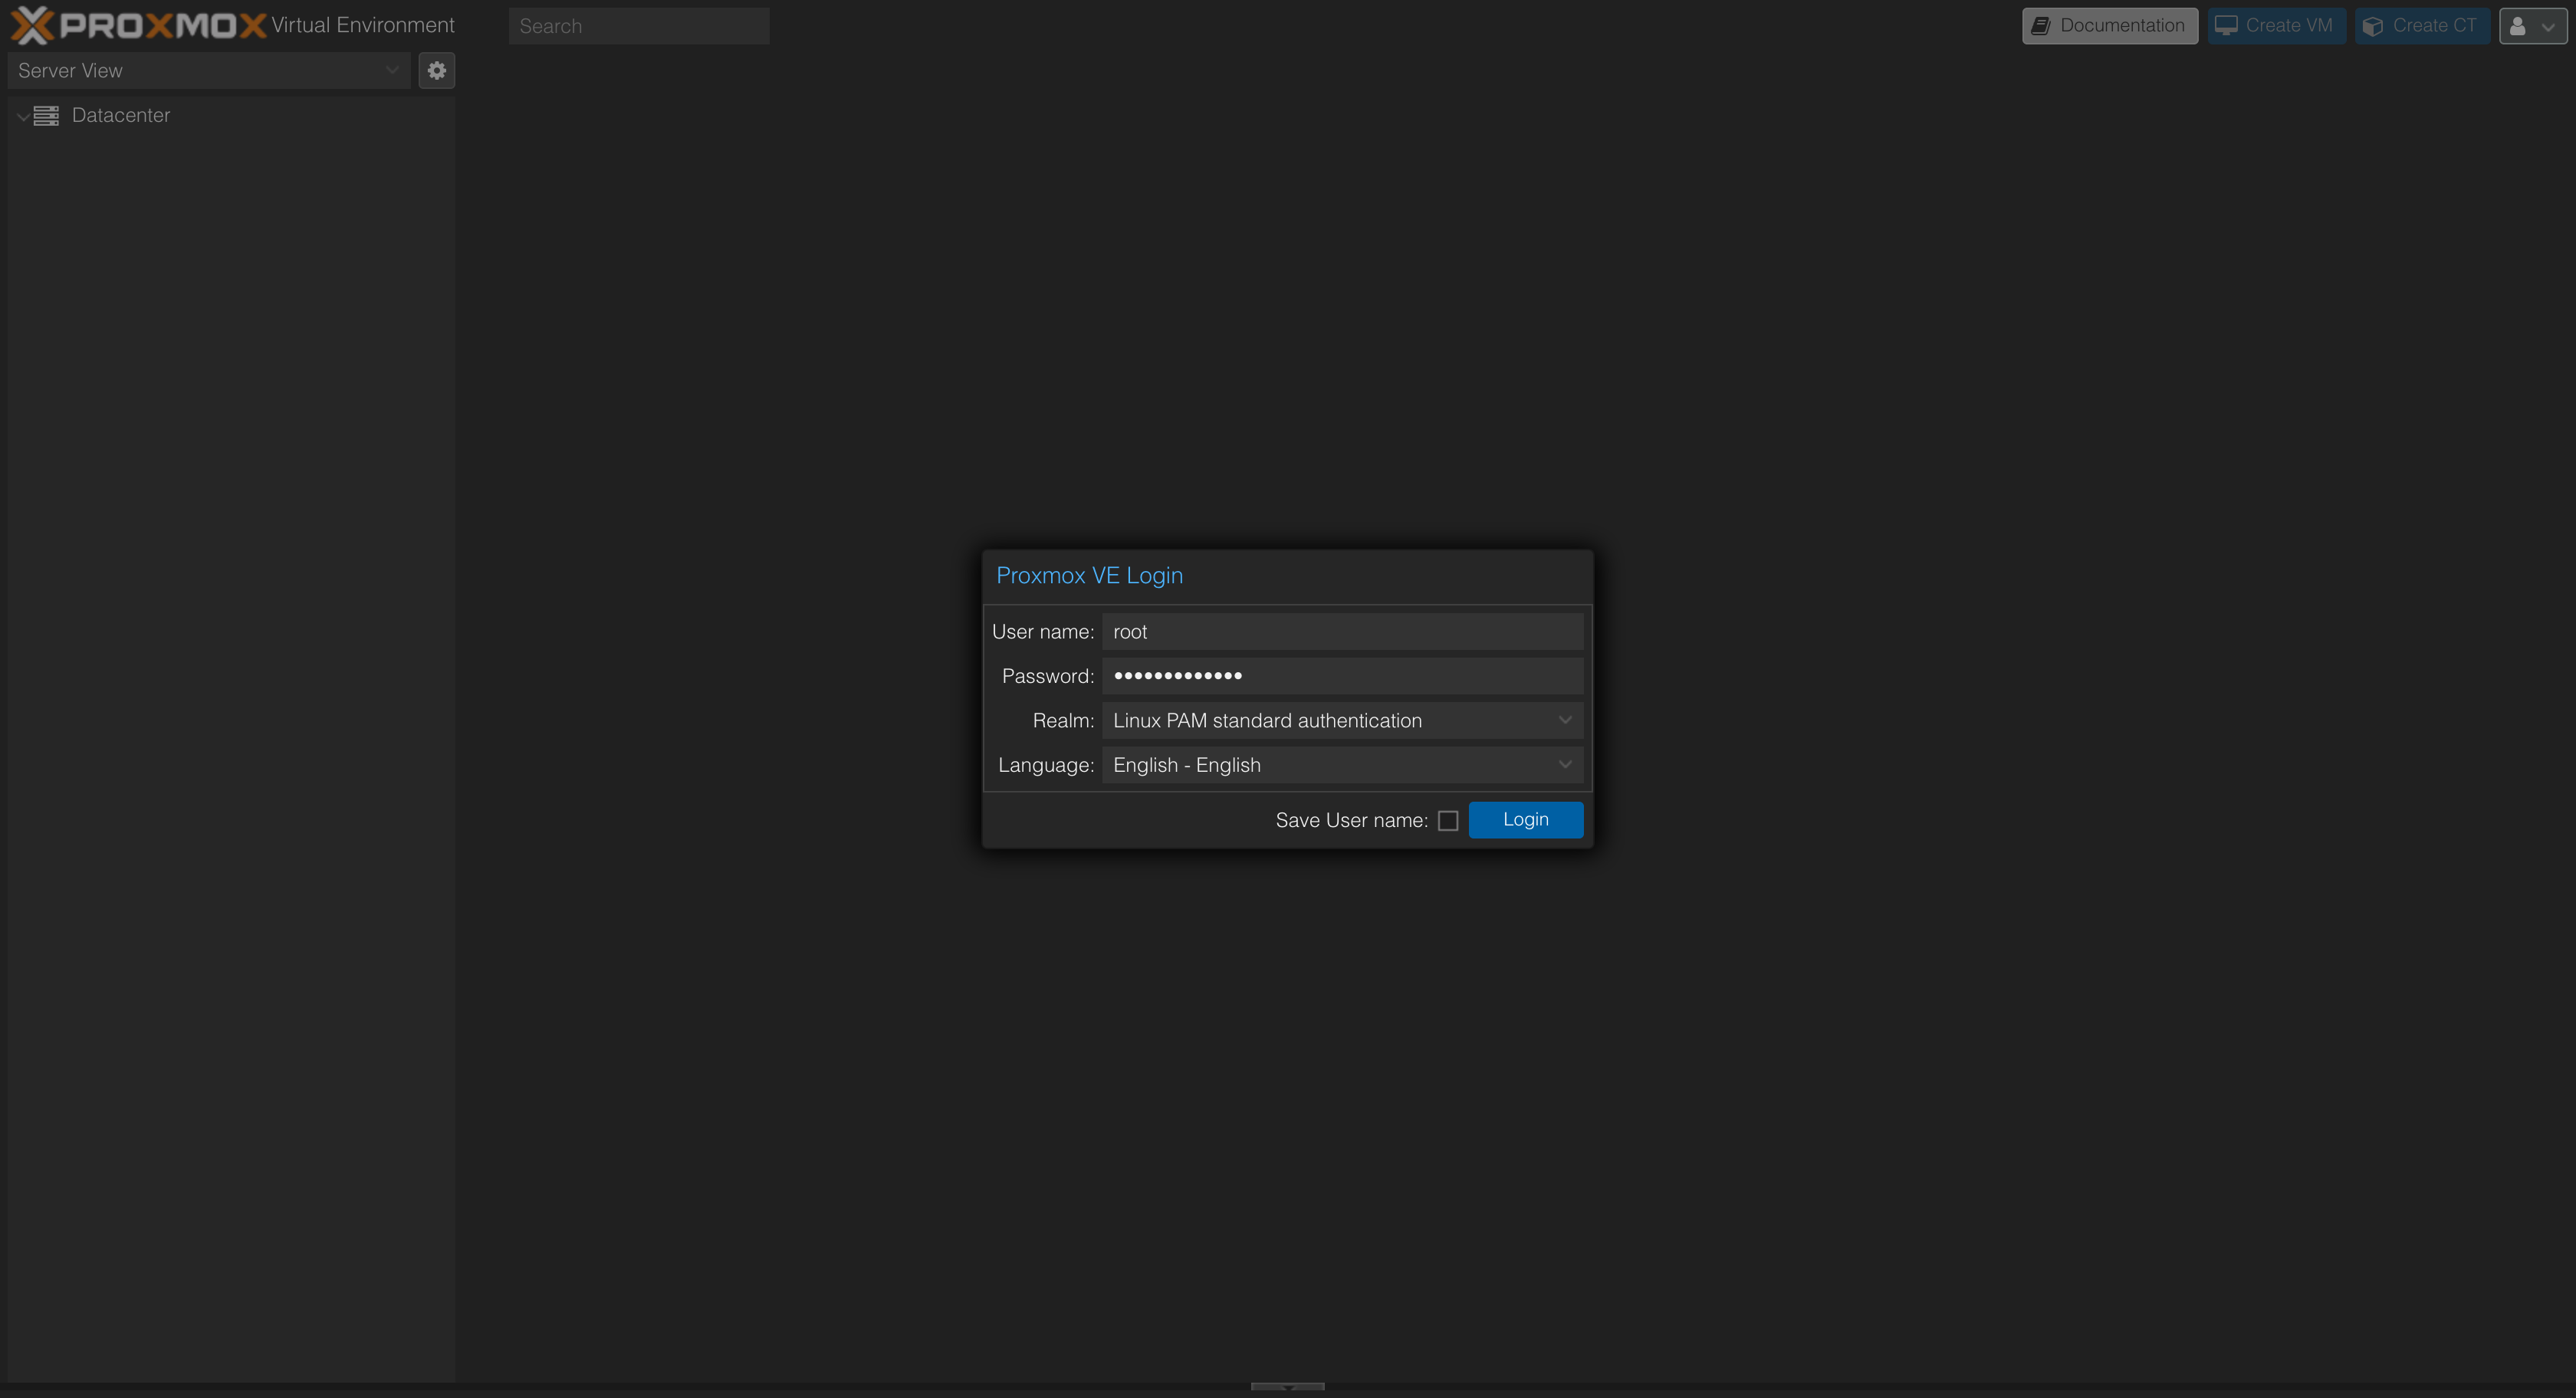 PROXMOX Virtual Environment
Search
Documentation
Create VM
Create CT
Server View
Datacenter
Proxmox VE Login
User name: root
Password: •••••••••••••
Realm: Linux PAM standard authentication
Language: English - English
Save User name:
Login